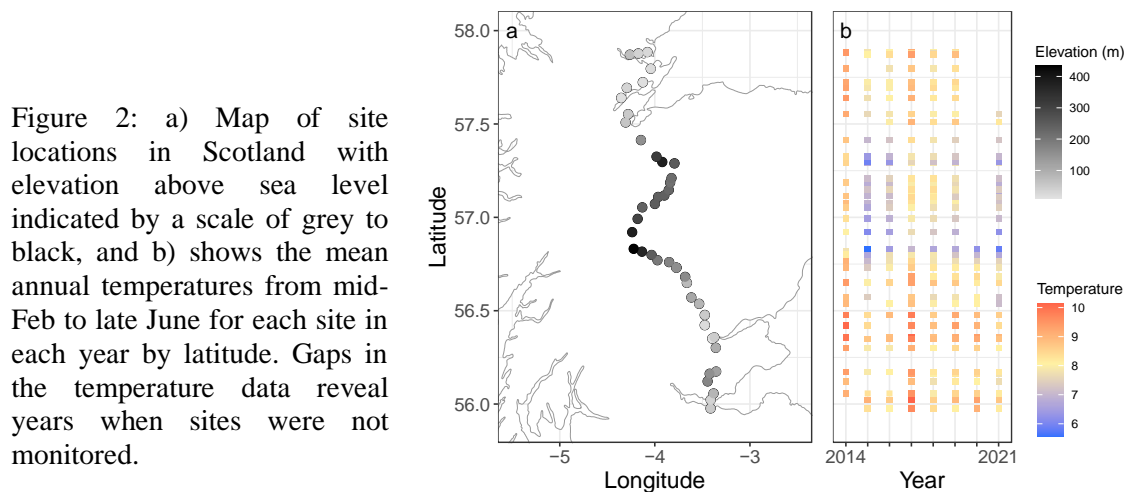 Figure 2: a) Map of site
locations in Scotland with
elevation above sea level
indicated by a scale of grey to
black, and b) shows the mean
annual temperatures from mid-
Feb to late June for each site in
each year by latitude. Gaps in
the temperature data reveal
years when sites were not
monitored.
a
58.0
57.5
57.0
56.5
56.0
Latitude
−5
−4
−3
Longitude
b
2014
2021
Year
Elevation (m)
400
300
200
100
Temperature
10
9
8
7
6